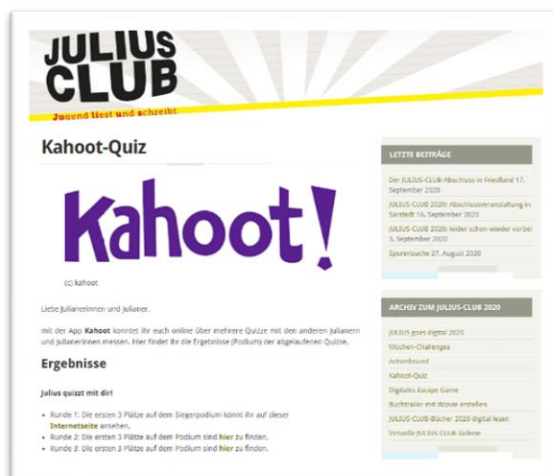 JULIUS
CLUB
Jugend liest und schreibt
Kahoot-Quiz
Kahoot!
(c) kahoot
Liebe Julianerinnen und Julianer,
mit der App Kahoot konntet ihr euch online über mehrere Quizze mit den anderen Julianern
und Julianerinnen messen. Hier findet ihr die Ergebnisse (Podium) der abgelaufenen Quizze.
Ergebnisse
Julius quizzt mit dir!
• Runde 1: Die ersten 3 Plätze auf dem Siegerpodium könnt ihr auf dieser
Internetseite ansehen.
• Runde 2: Die ersten 3 Plätze auf dem Podium sind hier zu finden.
• Runde 3: Die ersten 3 Plätze auf dem Podium sind hier zu finden.
LETZTE BEITRÄGE
Der JULIUS-CLUB-Abschluss in Friedland 17.
September 2020
JULIUS-CLUB 2020: Abschlussveranstaltung in
Sarstedt 16. September 2020
JULIUS-CLUB 2020: leider schon wieder vorbei
5. September 2020
Spurensuche 27. August 2020
ARCHIV ZUM JULIUS-CLUB 2020
JULIUS goes digital 2020
Wochen-Challenges
Actionbound
Kahoot-Quiz
Digitales Escape Game
Buchtrailer mit iMovie erstellen
JULIUS-CLUB-Bücher 2020 digital lesen
Virtuelle JULIUS-CLUB Galerie